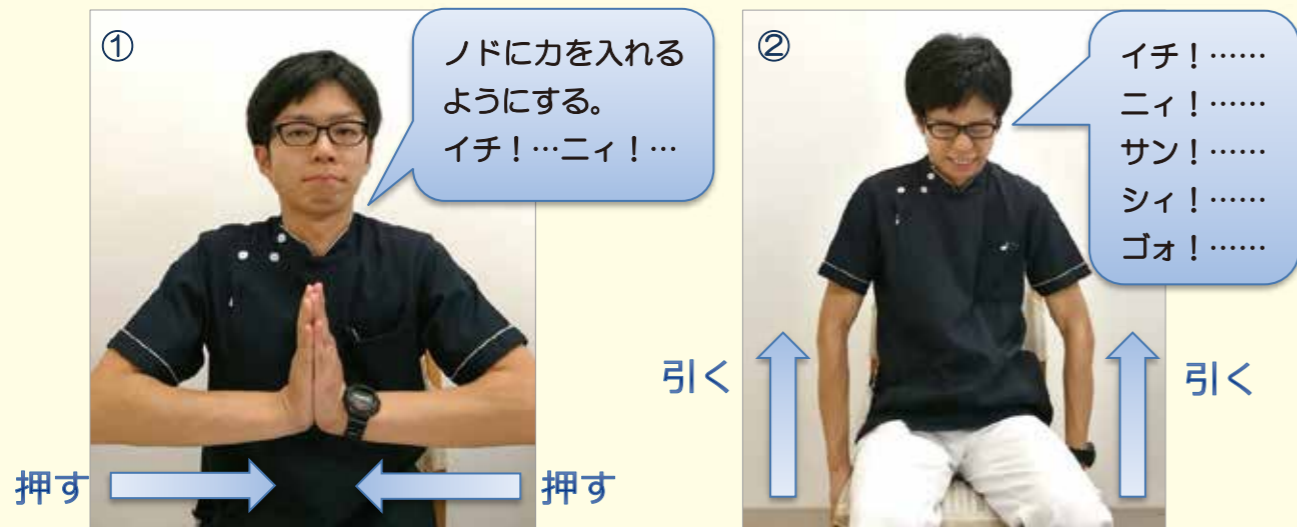 ①
ノドに力を入れる
ようにする。
イチ！…ニィ！…
押す
押す
②
イチ！……
ニィ！……
サン！……
シィ！……
ゴォ！……
引く
引く